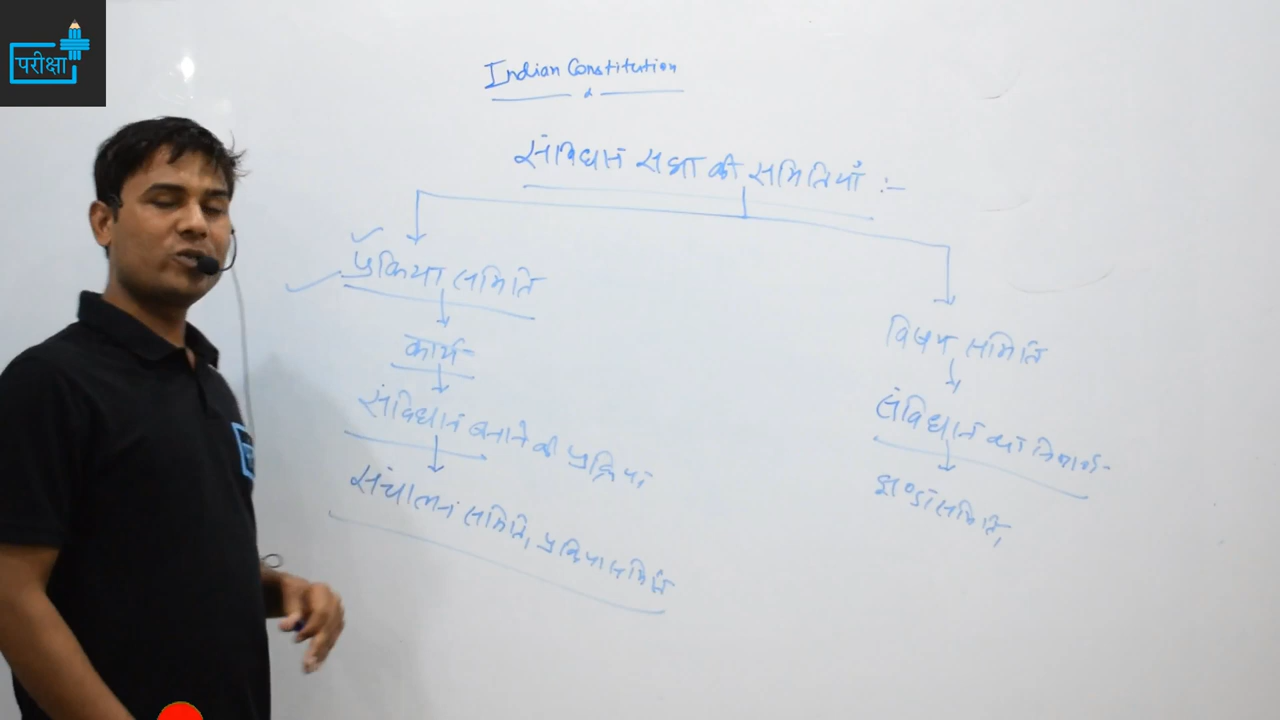 परीक्षा
Indian Constitution
संविधान सभा की समितियाँ :-
प्रक्रिया समिति
कार्य
संविधान बनाने की प्रक्रिया
संचालन समिति, प्रक्रिया समिति
विषय समिति
संविधान का निर्माण
झण्डा समिति,